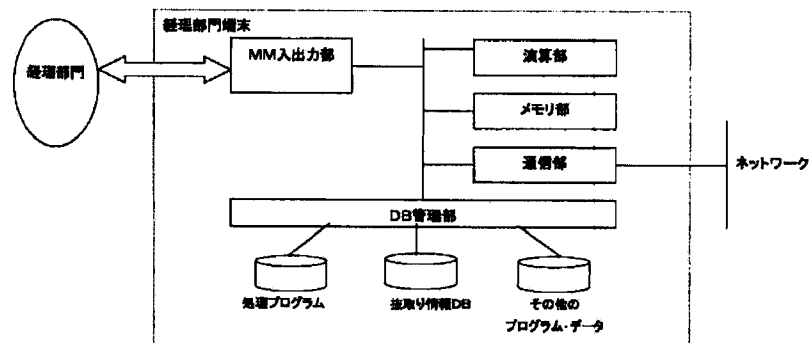 経理部門端末
経理部門
MM入出力部
演算部
メモリ部
通信部
ネットワーク
DB管理部
処理プログラム
抜取り情報DB
その他の
プログラム・データ